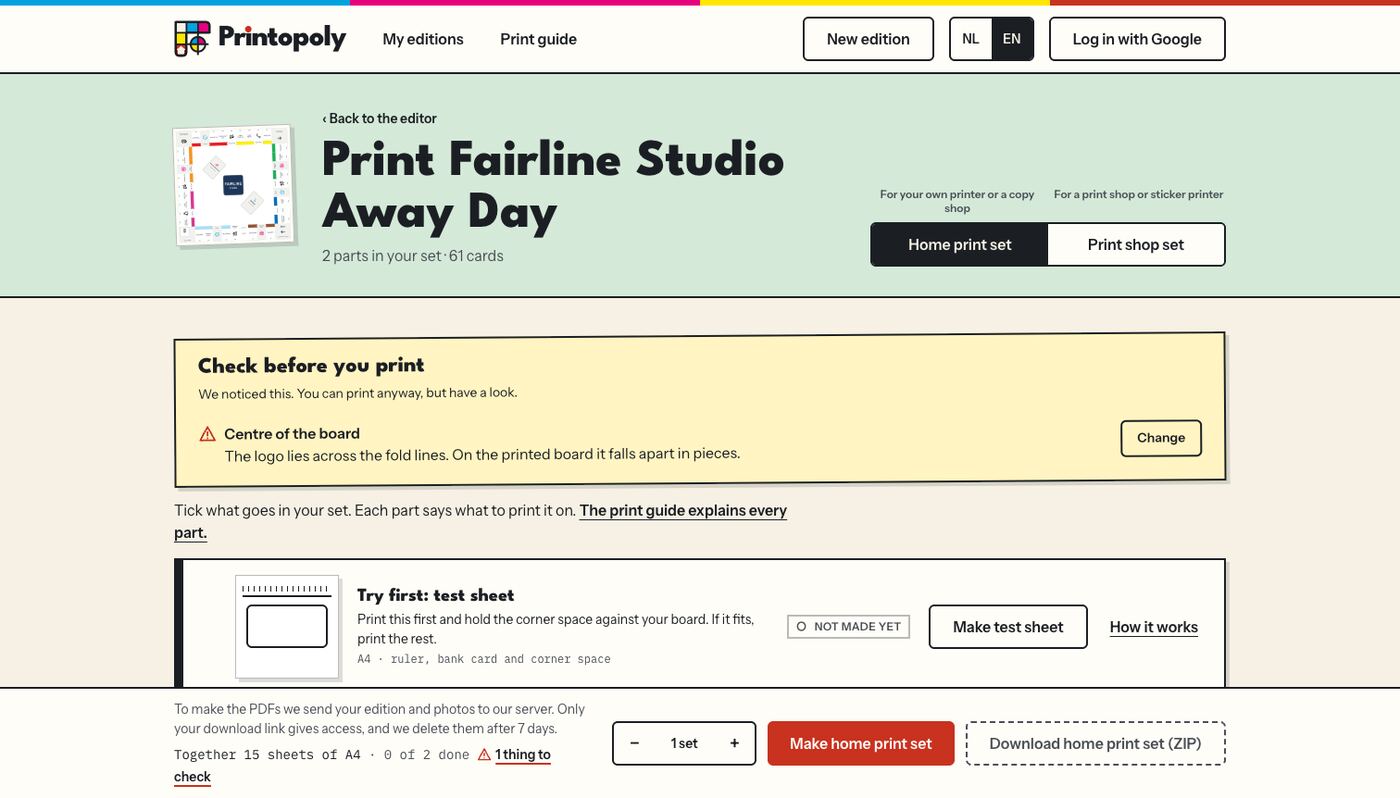 Printopoly
My editions
Print guide
New edition
NL
EN
Log in with Google
‹ Back to the editor
Print Fairline Studio
Away Day
2 parts in your set · 61 cards
For your own printer or a copy
shop
For a print shop or sticker printer
Home print set
Print shop set
Check before you print
We noticed this. You can print anyway, but have a look.
Centre of the board
The logo lies across the fold lines. On the printed board it falls apart in pieces.
Change
Tick what goes in your set. Each part says what to print it on. The print guide explains every
part.
Try first: test sheet
Print this first and hold the corner space against your board. If it fits,
print the rest.
A4 · ruler, bank card and corner space
NOT MADE YET
Make test sheet
How it works
To make the PDFs we send your edition and photos to our server. Only
your download link gives access, and we delete them after 7 days.
Together 15 sheets of A4 · 0 of 2 done 1 thing to
check
− 1 set +
Make home print set
Download home print set (ZIP)